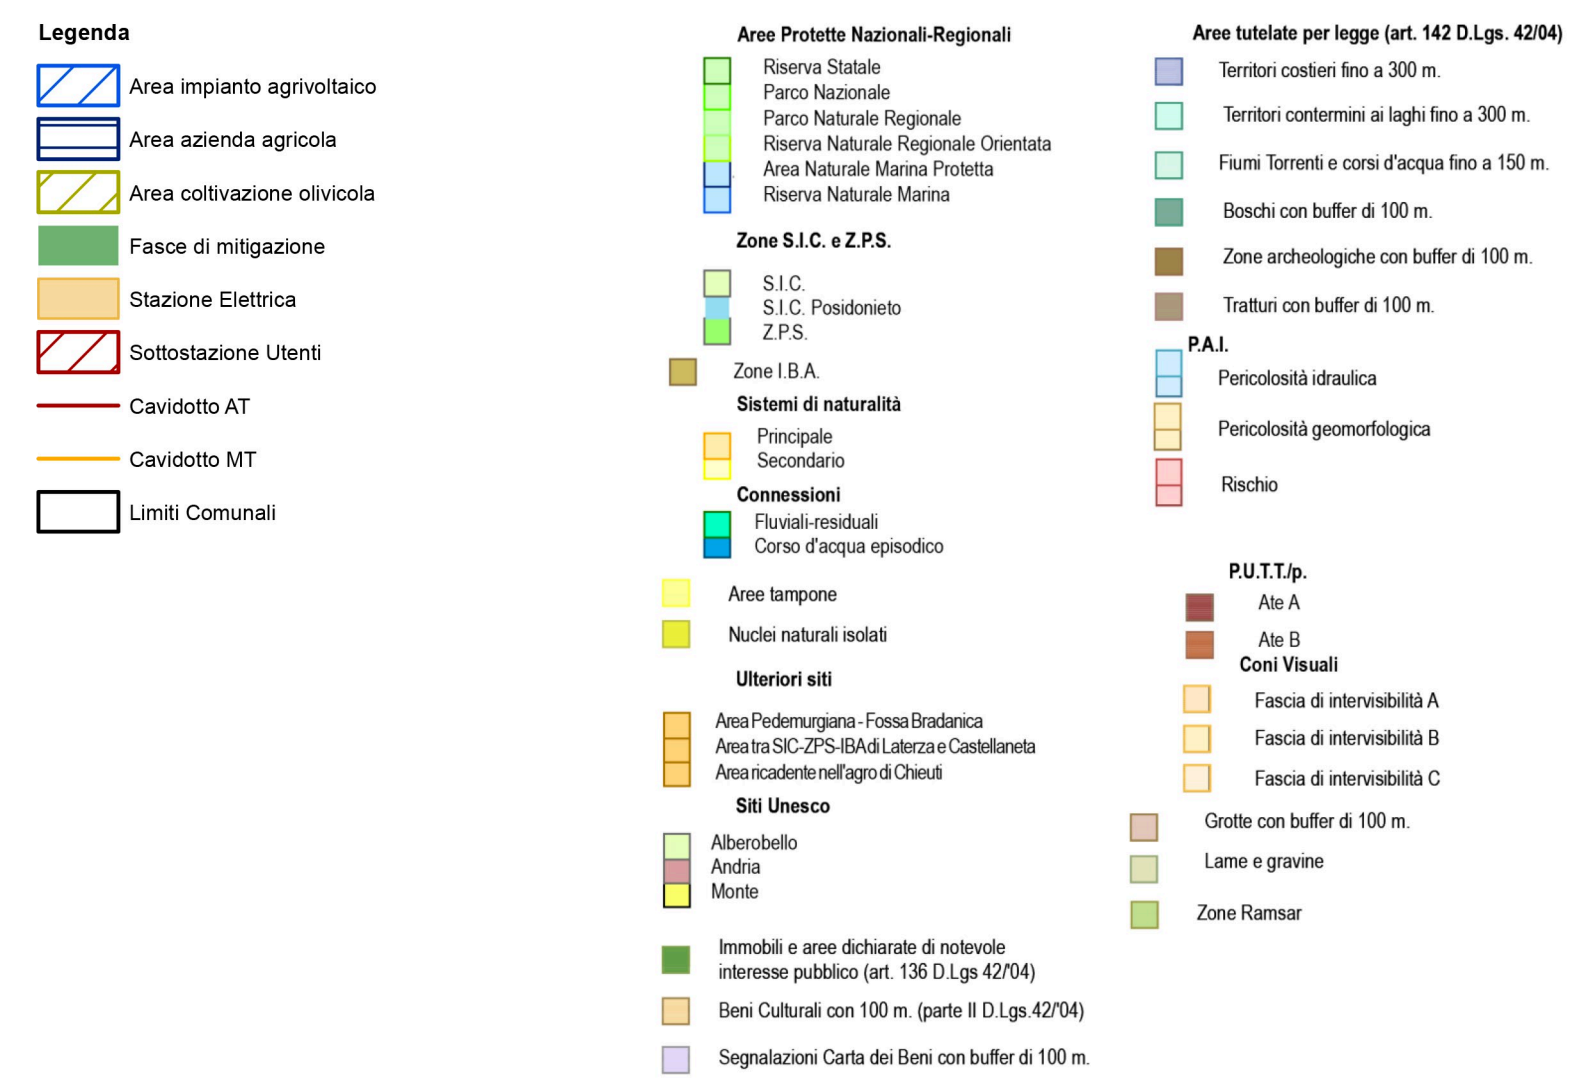 Legenda
Area impianto agrivoltaico
Area azienda agricola
Area coltivazione olivicola
Fasce di mitigazione
Stazione Elettrica
Sottostazione Utenti
Cavidotto AT
Cavidotto MT
Limiti Comunali
Aree Protette Nazionali-Regionali
Riserva Statale
Parco Nazionale
Parco Naturale Regionale
Riserva Naturale Regionale Orientata
Area Naturale Marina Protetta
Riserva Naturale Marina
Zone S.I.C. e Z.P.S.
S.I.C.
S.I.C. Posidonieto
Z.P.S.
Zone I.B.A.
Sistemi di naturalità
Principale
Secondario
Connessioni
Fluviali-residuali
Corso d'acqua episodico
Aree tampone
Nuclei naturali isolati
Ulteriori siti
Area Pedemurgiana - Fossa Bradanica
Area tra SIC-ZPS-IBA di Laterza e Castellaneta
Area ricadente nell'agro di Chieuti
Siti Unesco
Alberobello
Andria
Monte
Immobili e aree dichiarate di notevole
interesse pubblico (art. 136 D.Lgs 42/'04)
Beni Culturali con 100 m. (parte II D.Lgs.42/'04)
Segnalazioni Carta dei Beni con buffer di 100 m.
Aree tutelate per legge (art. 142 D.Lgs. 42/04)
Territori costieri fino a 300 m.
Territori contermini ai laghi fino a 300 m.
Fiumi Torrenti e corsi d'acqua fino a 150 m.
Boschi con buffer di 100 m.
Zone archeologiche con buffer di 100 m.
Tratturi con buffer di 100 m.
P.A.I.
Pericolosità idraulica
Pericolosità geomorfologica
Rischio
P.U.T.T./p.
Ate A
Ate B
Coni Visuali
Fascia di intervisibilità A
Fascia di intervisibilità B
Fascia di intervisibilità C
Grotte con buffer di 100 m.
Lame e gravine
Zone Ramsar